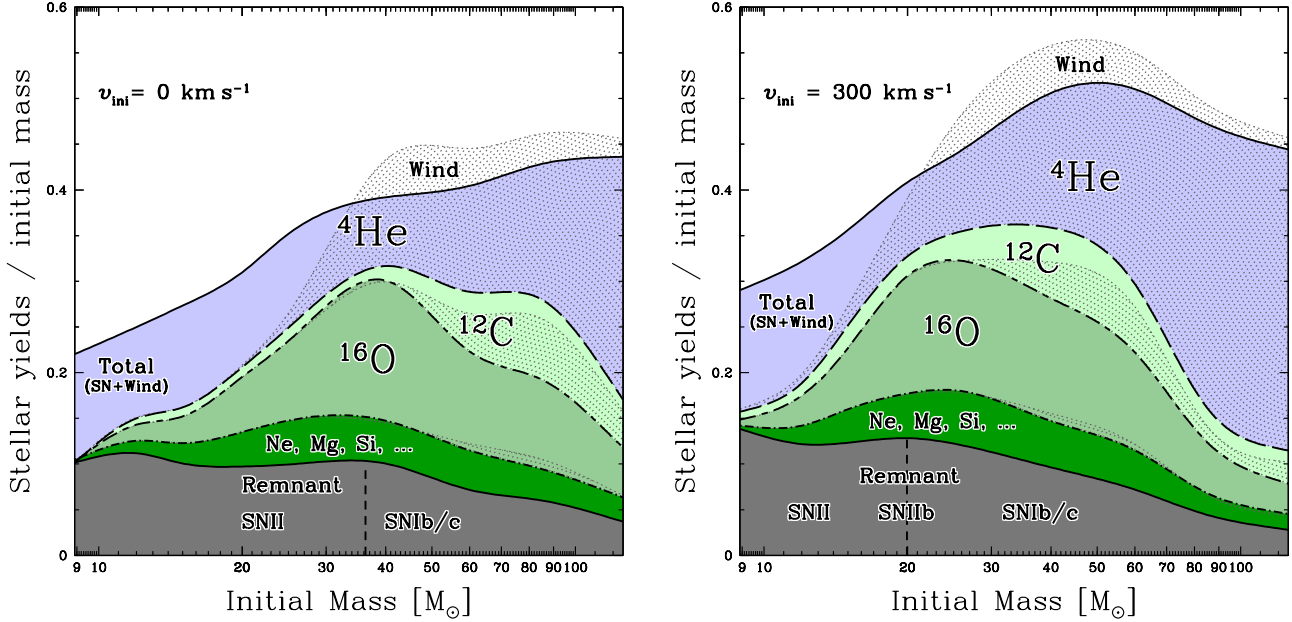 0.6
0.4
0.2
0
Stellar yields / initial mass
υini= 0 km s⁻¹
Wind
⁴He
¹²C
¹⁶O
Total
(SN+Wind)
Ne, Mg, Si, ...
Remnant
SNII SNIb/c
9 10 20 30 40 50 60 70 80 90 100
Initial Mass [M⊙]
0.6
0.4
0.2
0
Stellar yields / initial mass
υini = 300 km s⁻¹
Wind
⁴He
¹²C
Total
(SN+Wind)
¹⁶O
Ne, Mg, Si, ...
Remnant
SNII SNIIb SNIb/c
9 10 20 30 40 50 60 70 80 90 100
Initial Mass [M⊙]